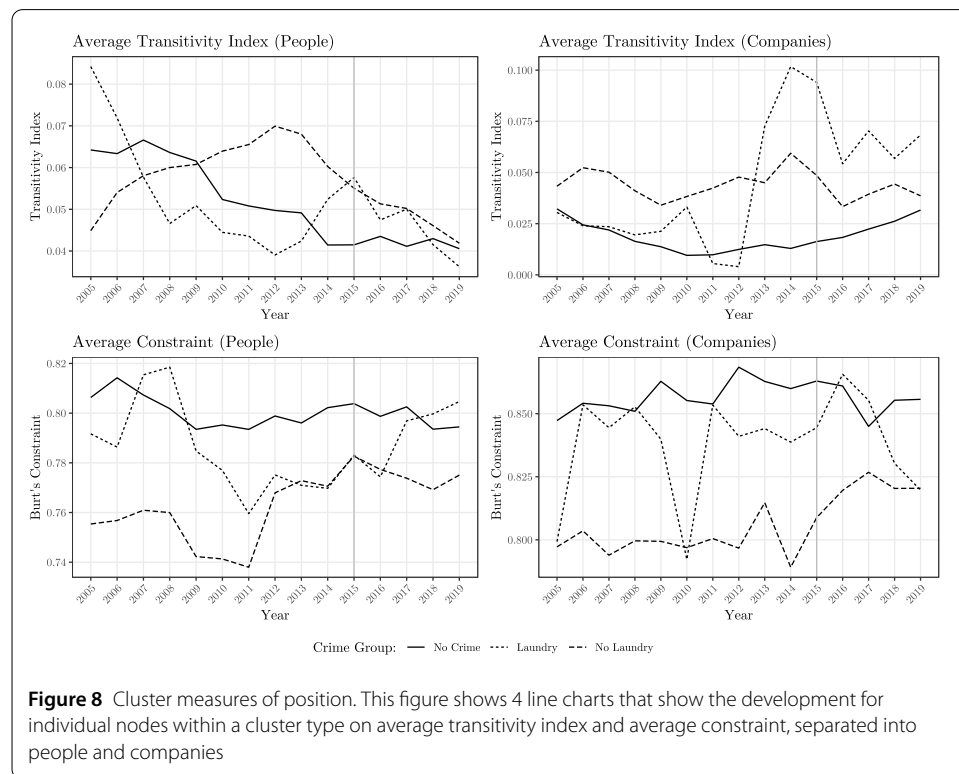 Average Transitivity Index (People)
Transitivity Index
0.08
0.07
0.06
0.05
0.04
2005 2006 2007 2008 2009 2010 2011 2012 2013 2014 2015 2016 2017 2018 2019
Year
Average Transitivity Index (Companies)
Transitivity Index
0.100
0.075
0.050
0.025
0.000
2005 2006 2007 2008 2009 2010 2011 2012 2013 2014 2015 2016 2017 2018 2019
Year
Average Constraint (People)
Burt's Constraint
0.82
0.80
0.78
0.76
0.74
2005 2006 2007 2008 2009 2010 2011 2012 2013 2014 2015 2016 2017 2018 2019
Year
Average Constraint (Companies)
Burt's Constraint
0.850
0.825
0.800
2005 2006 2007 2008 2009 2010 2011 2012 2013 2014 2015 2016 2017 2018 2019
Year
Crime Group: No Crime Laundry No Laundry
Figure 8 Cluster measures of position. This figure shows 4 line charts that show the development for
individual nodes within a cluster type on average transitivity index and average constraint, separated into
people and companies